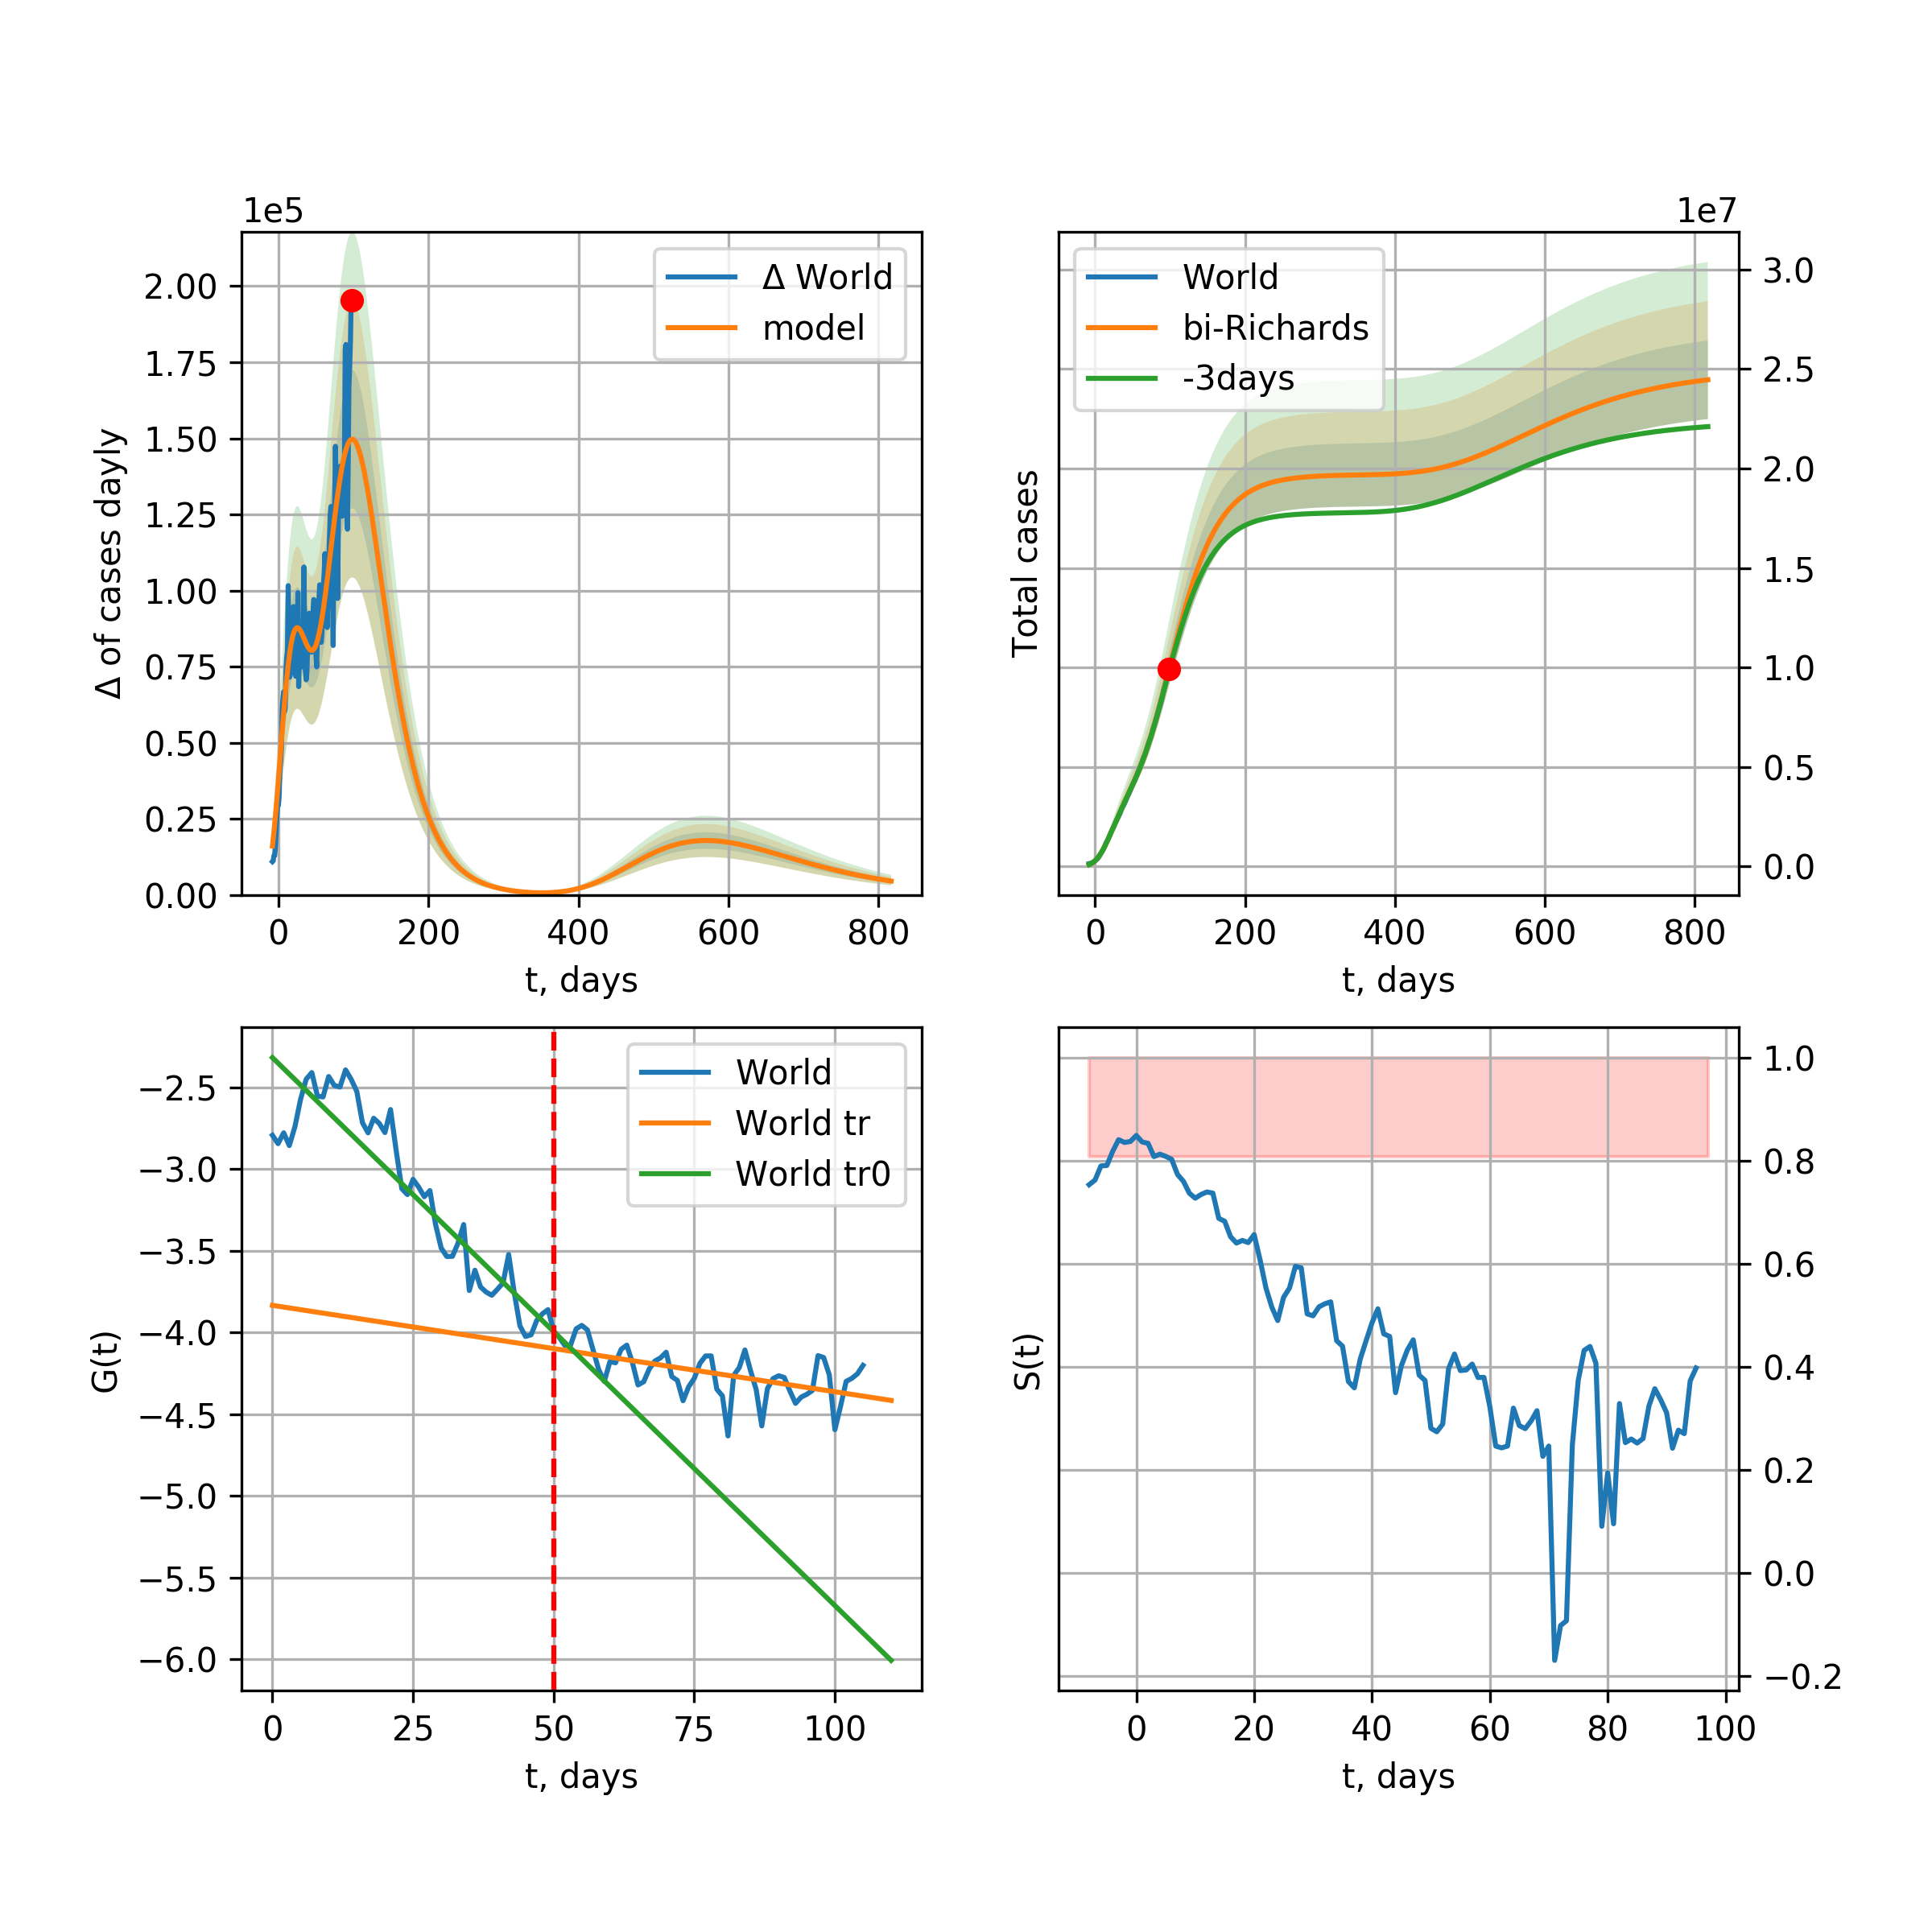 1e5
2.00
1.75
1.50
1.25
1.00
0.75
0.50
0.25
0.00
Δ of cases dayly
Δ World
model
0 200 400 600 800
t, days
1e7
World
bi-Richards
-3days
Total cases
3.0
2.5
2.0
1.5
1.0
0.5
0.0
0 200 400 600 800
t, days
−2.5
−3.0
−3.5
−4.0
−4.5
−5.0
−5.5
−6.0
G(t)
World
World tr
World tr0
0 25 50 75 100
t, days
S(t)
1.0
0.8
0.6
0.4
0.2
0.0
−0.2
0 20 40 60 80 100
t, days